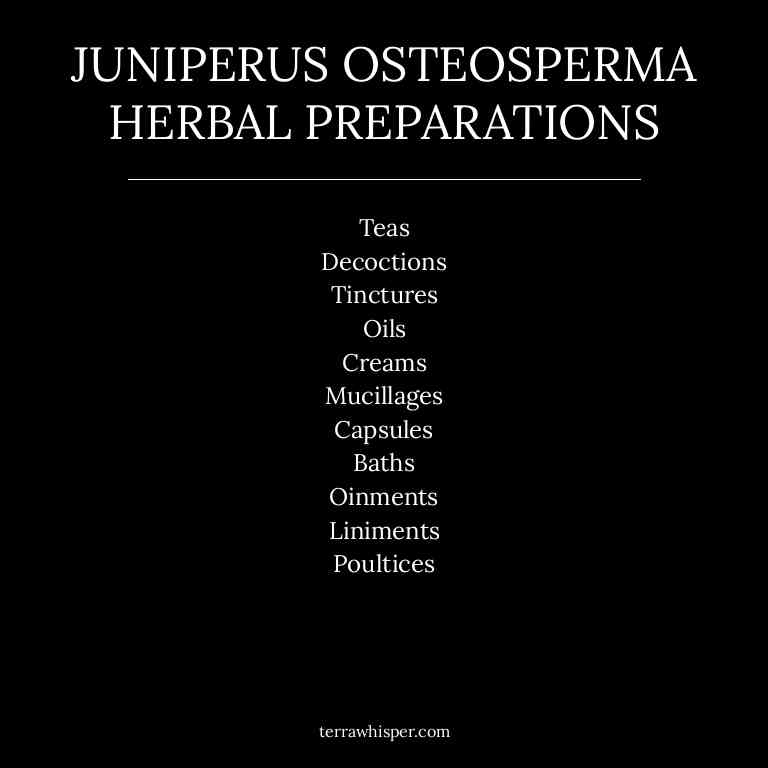 JUNIPERUS OSTEOSPERMA
HERBAL PREPARATIONS
Teas
Decoctions
Tinctures
Oils
Creams
Mucillages
Capsules
Baths
Oinments
Liniments
Poultices
terrawhisper.com